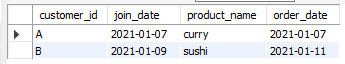 customer_id join_date product_name order_date
A 2021-01-07 curry 2021-01-07
B 2021-01-09 sushi 2021-01-11